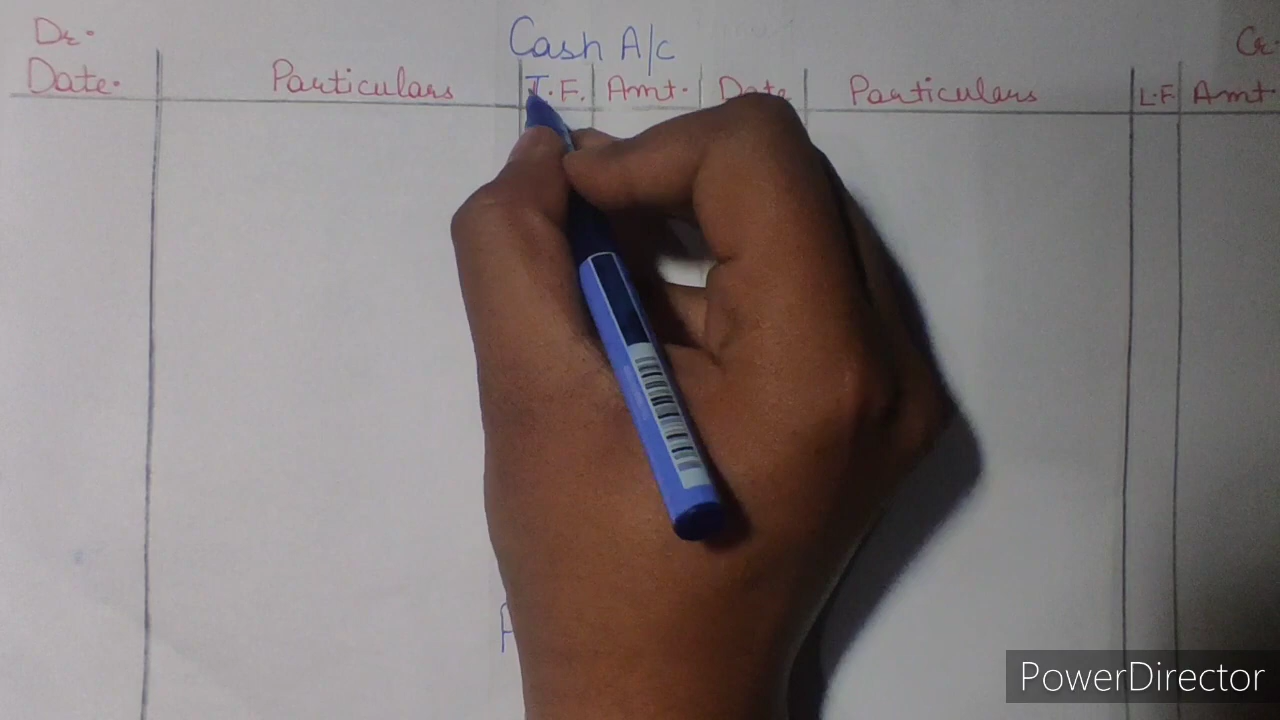 Dr. Cash A/c Cr.
Date. Particulars J.F. Amt. Date Particulars L.F Amt.
PowerDirector